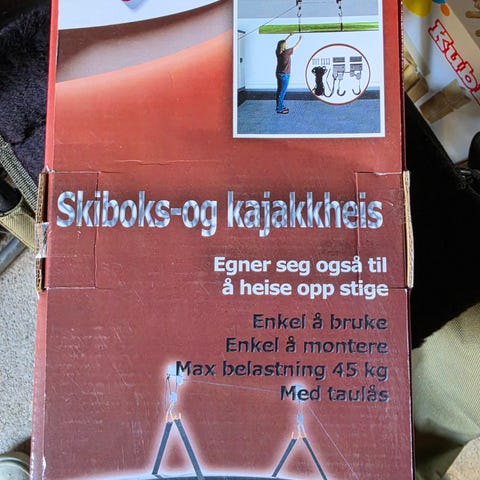 Kubb
Skiboks-og kajakkheis
Egner seg også til
å heise opp stige
Enkel å bruke
Enkel å montere
Max belastning 45 kg
Med taulås